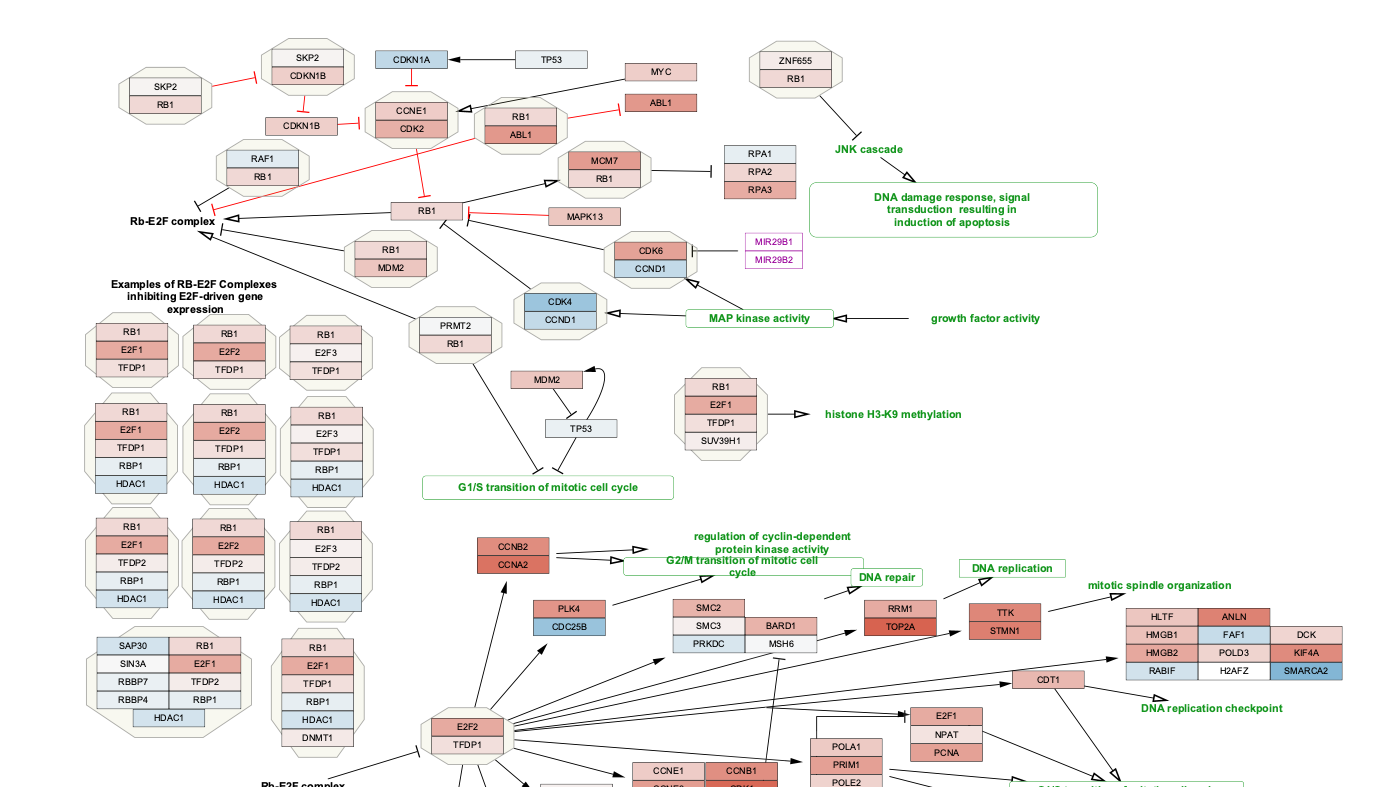 SKP2
CDKN1B
CDKN1A
TP53
MYC
ZNF655
RB1
SKP2
RB1
CCNE1
CDK2
ABL1
RB1
ABL1
CDKN1B
JNK cascade
RAF1
RB1
MCM7
RB1
RPA1
RPA2
RPA3
DNA damage response, signal
transduction resulting in
induction of apoptosis
Rb-E2F complex
RB1
MAPK13
RB1
MDM2
CDK6
CCND1
MIR29B1
MIR29B2
Examples of RB-E2F Complexes
inhibiting E2F-driven gene
expression
CDK4
CCND1
MAP kinase activity
growth factor activity
PRMT2
RB1
RB1
E2F1
TFDP1
RB1
E2F2
TFDP1
RB1
E2F3
TFDP1
MDM2
TP53
RB1
E2F1
TFDP1
SUV39H1
histone H3-K9 methylation
RB1
E2F1
TFDP1
RBP1
HDAC1
RB1
E2F2
TFDP1
RBP1
HDAC1
RB1
E2F3
TFDP1
RBP1
HDAC1
G1/S transition of mitotic cell cycle
RB1
E2F1
TFDP2
RBP1
HDAC1
RB1
E2F2
TFDP2
RBP1
HDAC1
RB1
E2F3
TFDP2
RBP1
HDAC1
CCNB2
CCNA2
regulation of cyclin-dependent
protein kinase activity
G2/M transition of mitotic cell
cycle
DNA repair
DNA replication
mitotic spindle organization
PLK4
CDC25B
SMC2
SMC3
PRKDC
BARD1
MSH6
RRM1
TOP2A
TTK
STMN1
HLTF
HMGB1
HMGB2
RABIF
ANLN
FAF1
POLD3
H2AFZ
DCK
KIF4A
SMARCA2
SAP30
SIN3A
RBBP7
RBBP4
RB1
E2F1
TFDP2
RBP1
HDAC1
RB1
E2F1
TFDP1
RBP1
HDAC1
DNMT1
CDT1
DNA replication checkpoint
E2F2
TFDP1
E2F1
NPAT
PCNA
POLA1
PRIM1
POLE2
CCNE1
CCNB1
Rb-E2F complex